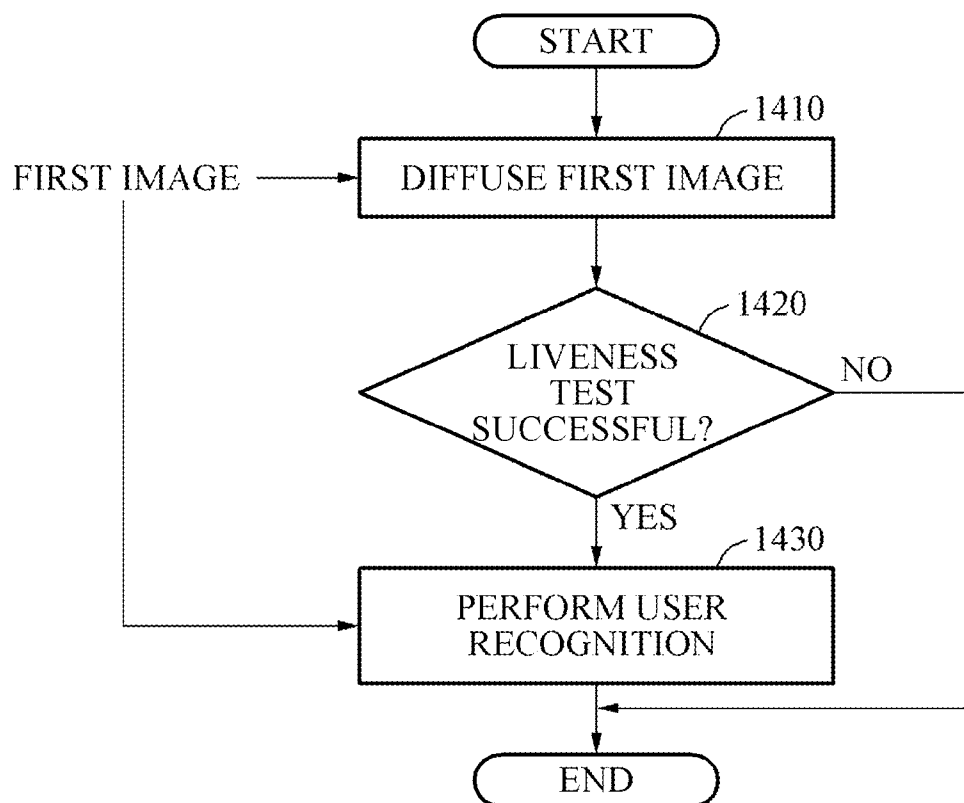 START
1410
FIRST IMAGE
DIFFUSE FIRST IMAGE
1420
LIVENESS
TEST
SUCCESSFUL?
NO
YES
1430
PERFORM USER
RECOGNITION
END